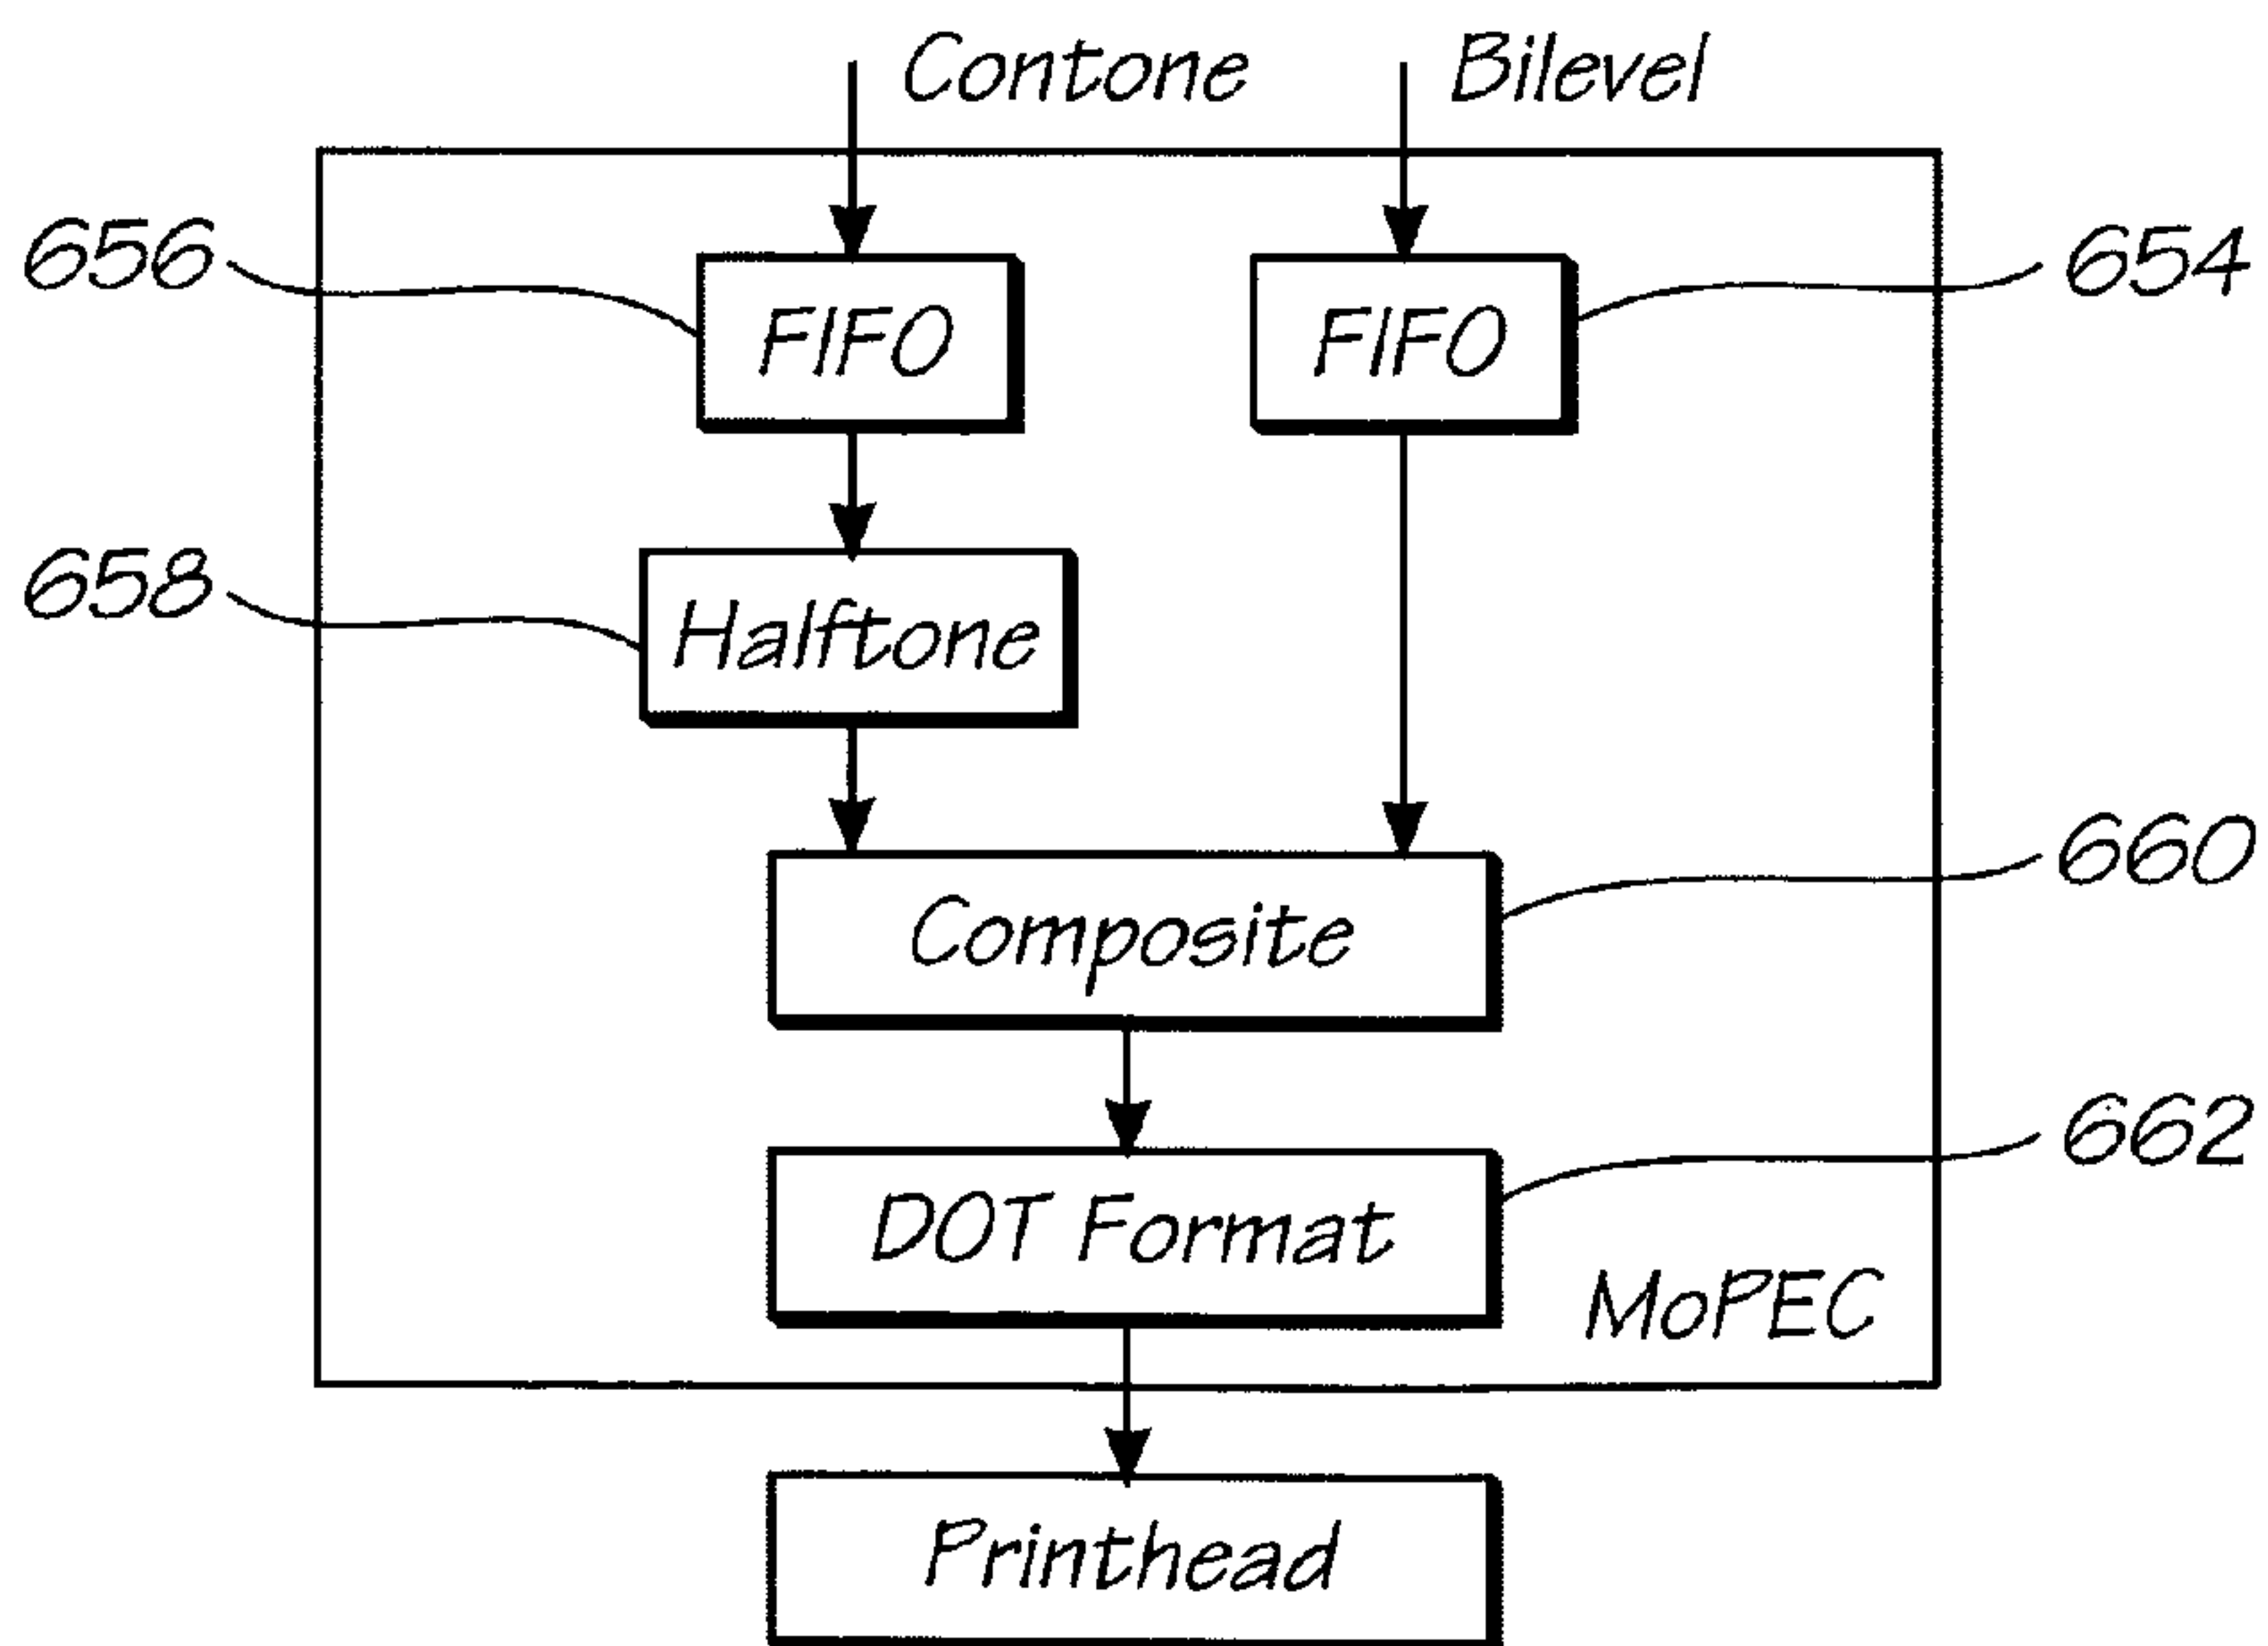 Contone
Bilevel
656
FIFO
FIFO
654
658
Halftone
Composite
660
DOT Format
662
MoPEC
Printhead